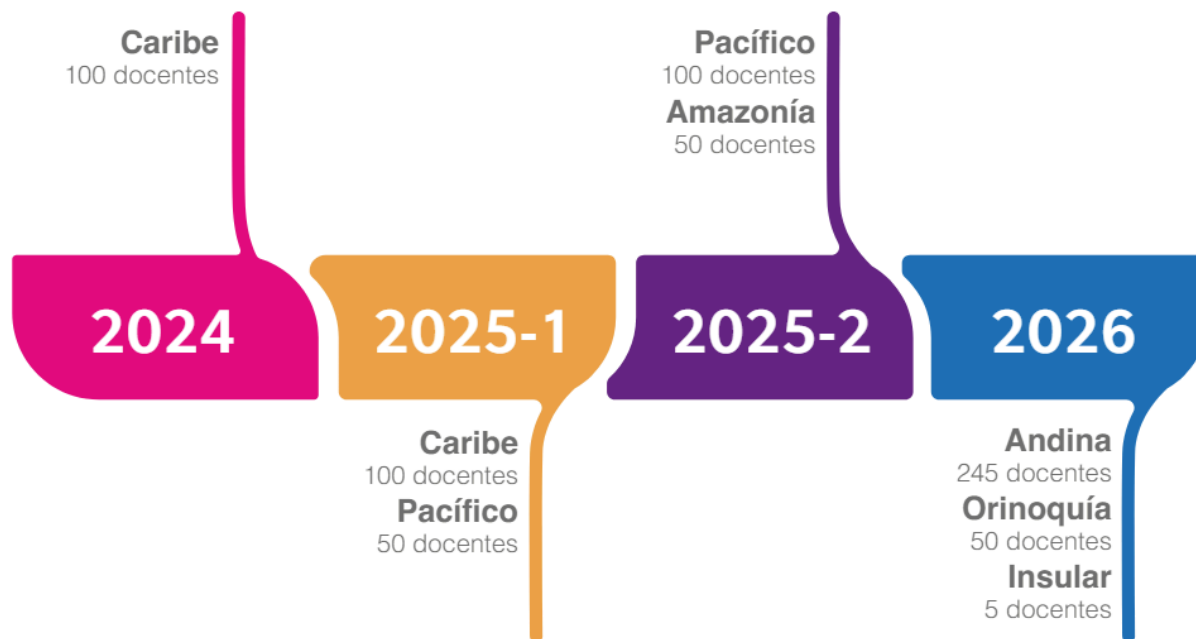 Caribe
100 docentes
Pacífico
100 docentes
Amazonía
50 docentes
2024
2025-1
2025-2
2026
Caribe
100 docentes
Pacífico
50 docentes
Andina
245 docentes
Orinoquía
50 docentes
Insular
5 docentes